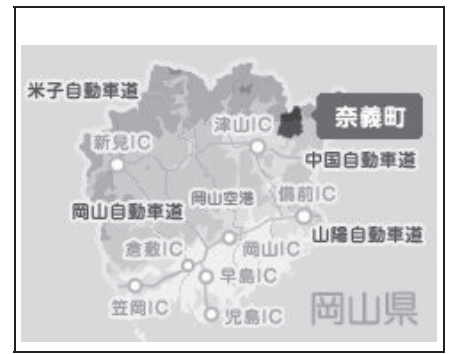 米子自動車道
奈義町
津山IC
新見IC
中国自動車道
岡山空港
備前IC
岡山自動車道
山陽自動車道
倉敷IC
岡山IC
早島IC
笠岡IC
児島IC
岡山県